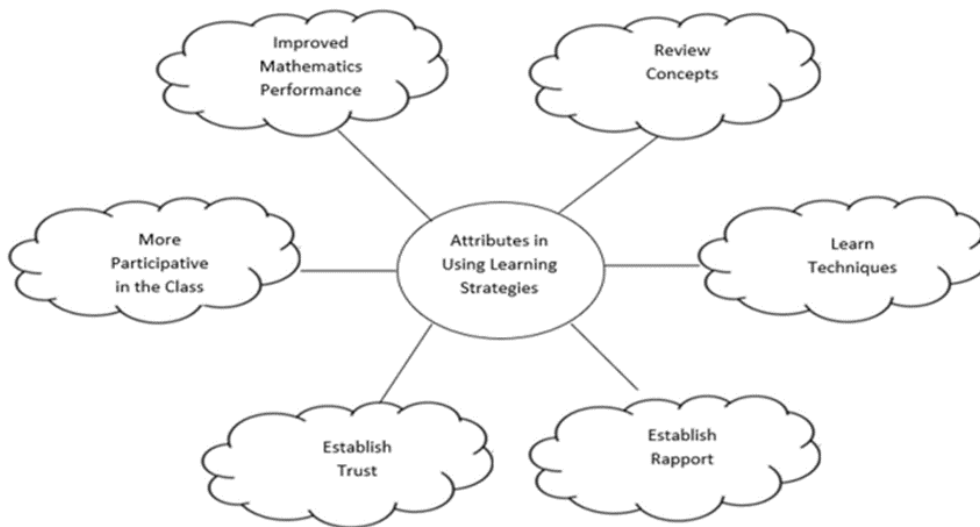 Improved
Mathematics
Performance
Review
Concepts
More
Participative
in the Class
Attributes in
Using Learning
Strategies
Learn
Techniques
Establish
Trust
Establish
Rapport